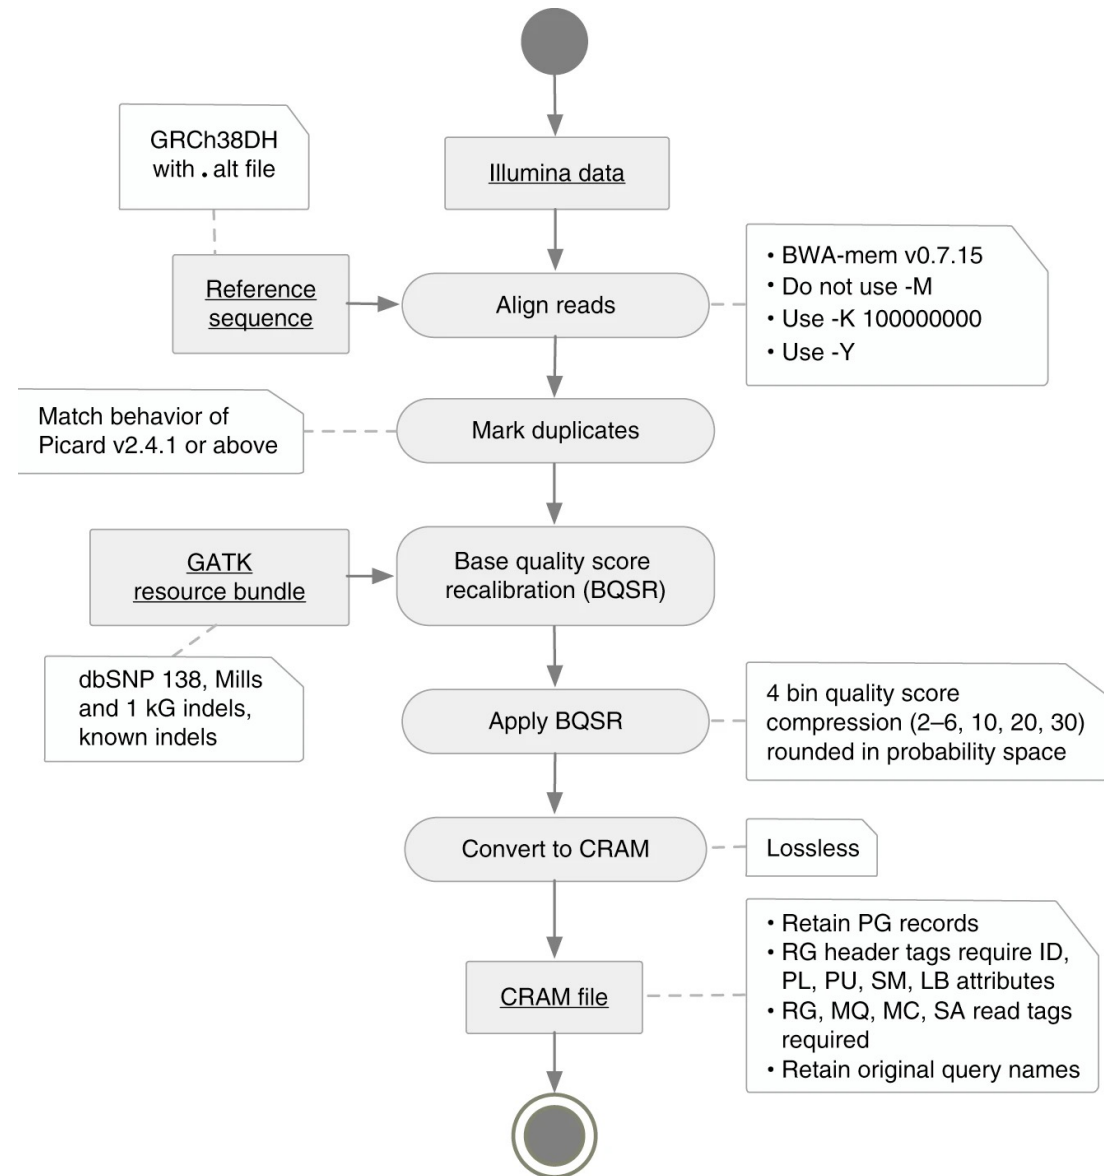 GRCh38DH
with .alt file
Illumina data
Reference
sequence
Align reads
• BWA-mem v0.7.15
• Do not use -M
• Use -K 100000000
• Use -Y
Match behavior of
Picard v2.4.1 or above
Mark duplicates
GATK
resource bundle
Base quality score
recalibration (BQSR)
dbSNP 138, Mills
and 1 kG indels,
known indels
Apply BQSR
4 bin quality score
compression (2–6, 10, 20, 30)
rounded in probability space
Convert to CRAM
Lossless
CRAM file
• Retain PG records
• RG header tags require ID,
PL, PU, SM, LB attributes
• RG, MQ, MC, SA read tags
required
• Retain original query names